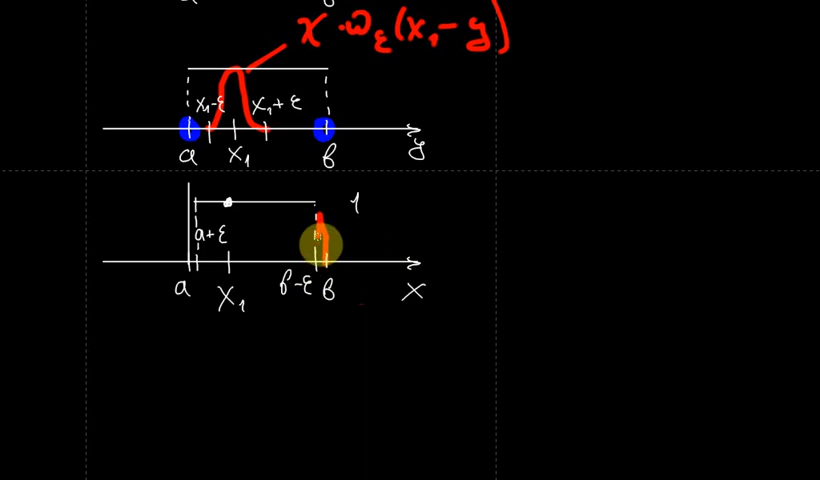 χ · ω_ε (x₁ - y)
x₁-ε x₁+ε
a x₁ b y
1
a+ε
a x₁ b-ε b x